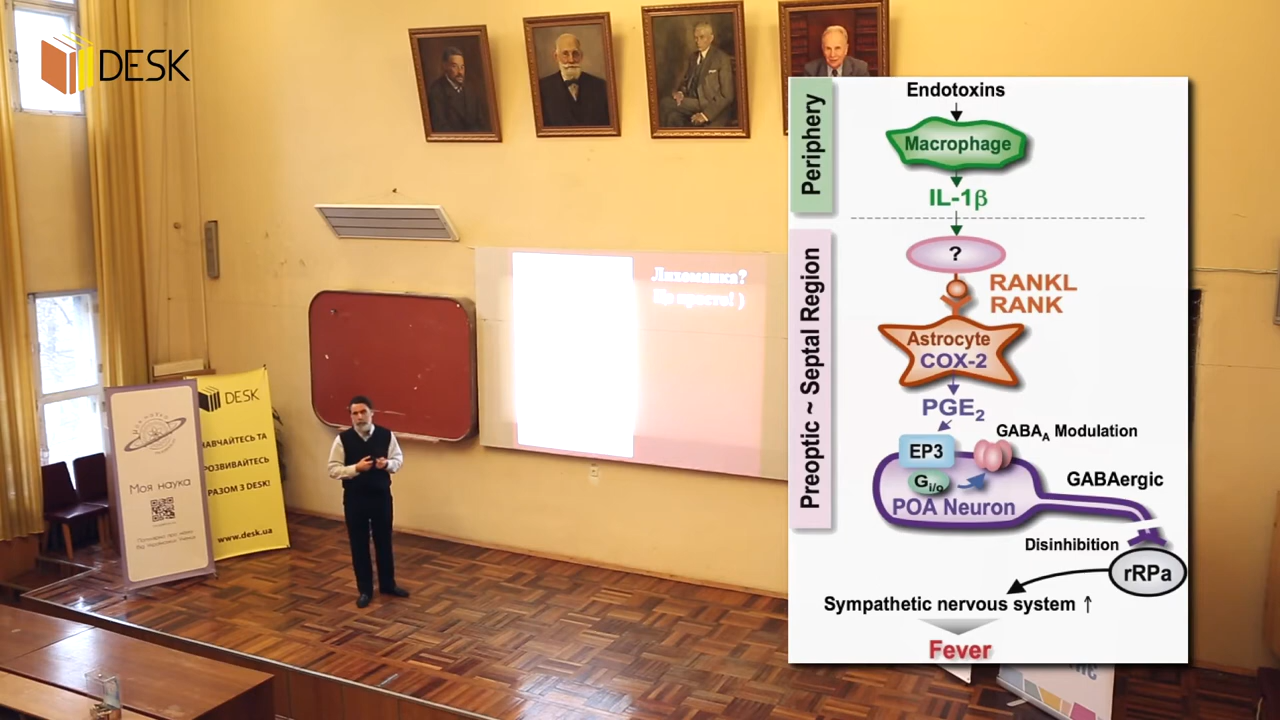 DESK
Лихоманка?
Це просто! )
DESK
НАВЧАЙТЕСЬ ТА
РОЗВИВАЙТЕСЬ
РАЗОМ З DESK!
www.desk.ua
Моя наука
Periphery
Endotoxins
Macrophage
IL-1β
Preoptic ~ Septal Region
?
RANKL
RANK
Astrocyte
COX-2
PGE2
GABAA Modulation
EP3
Gi/o
GABAergic
POA Neuron
Disinhibition
rRPa
Sympathetic nervous system ↑
Fever